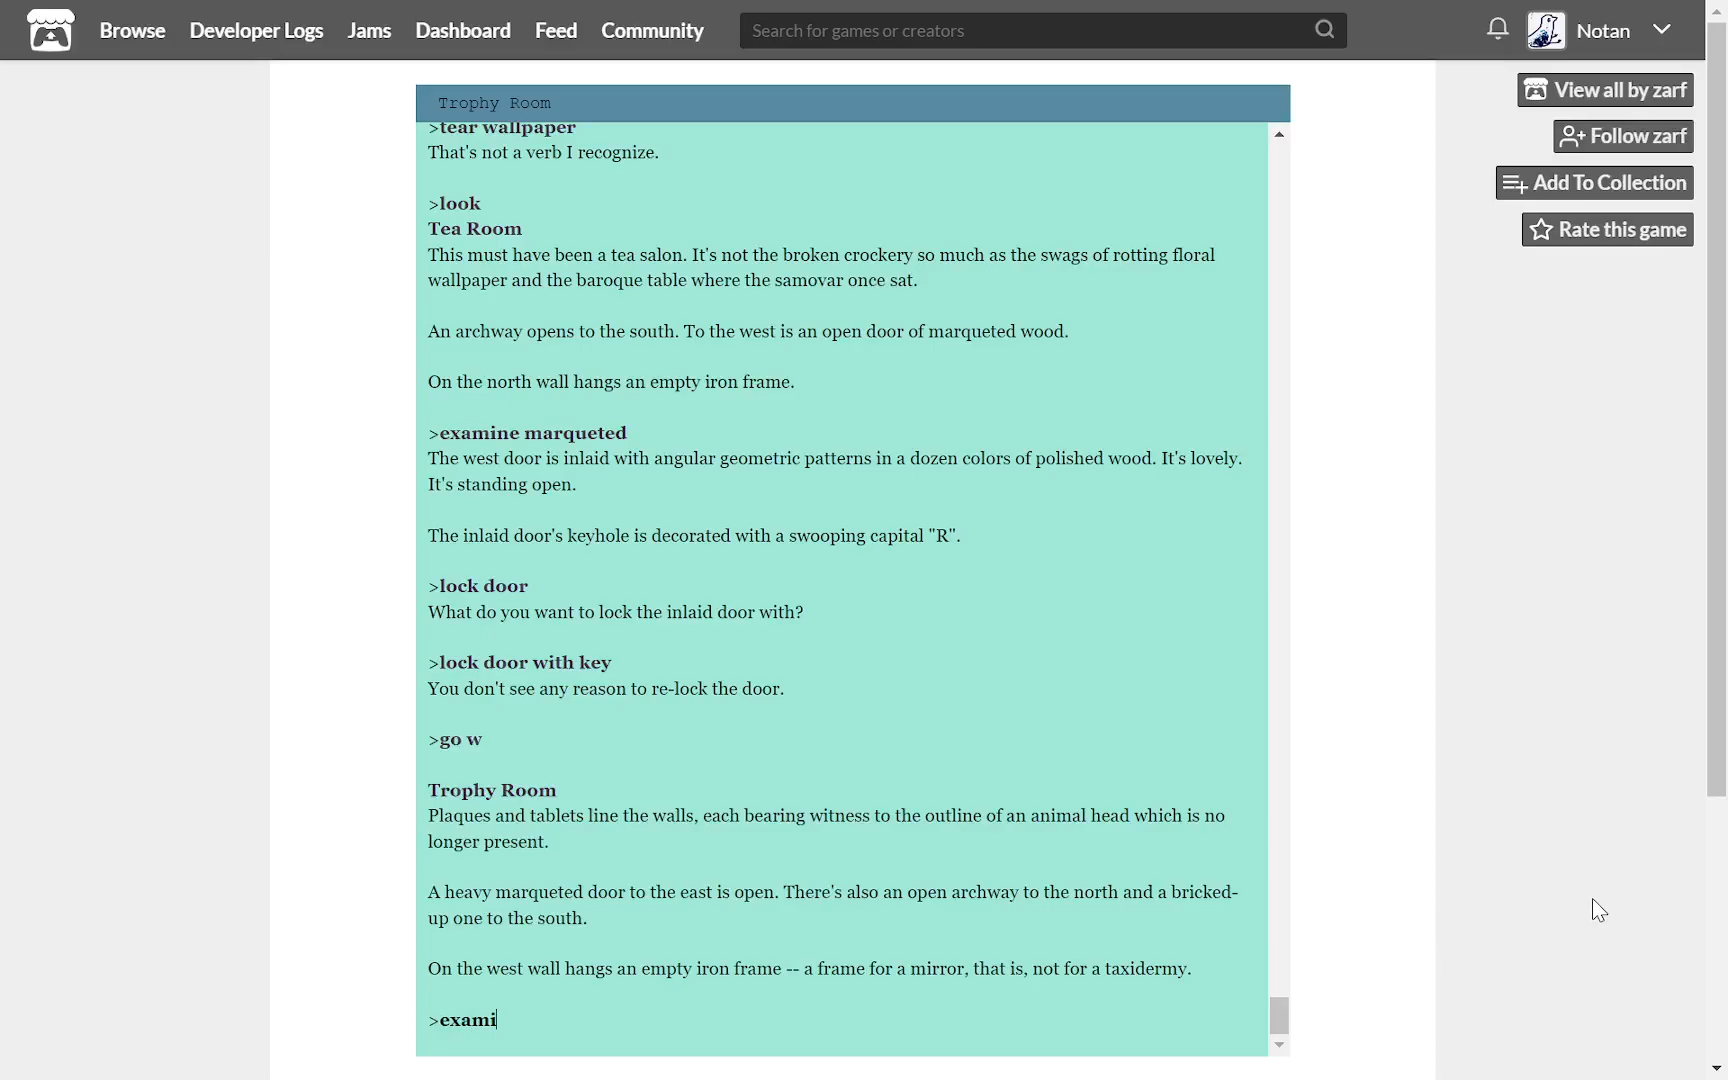 Browse Developer Logs Jams Dashboard Feed Community Search for games or creators Notan
View all by zarf
Follow zarf
Add To Collection
Rate this game
Trophy Room
>tear wallpaper
That's not a verb I recognize.
>look
Tea Room
This must have been a tea salon. It's not the broken crockery so much as the swags of rotting floral
wallpaper and the baroque table where the samovar once sat.
An archway opens to the south. To the west is an open door of marqueted wood.
On the north wall hangs an empty iron frame.
>examine marqueted
The west door is inlaid with angular geometric patterns in a dozen colors of polished wood. It's lovely.
It's standing open.
The inlaid door's keyhole is decorated with a swooping capital "R".
>lock door
What do you want to lock the inlaid door with?
>lock door with key
You don't see any reason to re-lock the door.
>go w
Trophy Room
Plaques and tablets line the walls, each bearing witness to the outline of an animal head which is no
longer present.
A heavy marqueted door to the east is open. There's also an open archway to the north and a bricked-
up one to the south.
On the west wall hangs an empty iron frame -- a frame for a mirror, that is, not for a taxidermy.
>exami